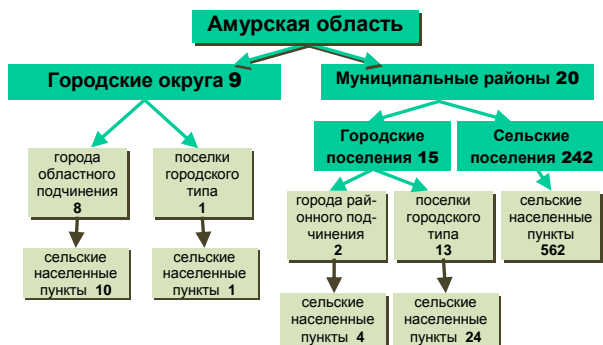 Амурская область
Городские округа 9
Муниципальные районы 20
Городские
поселения 15
Сельские
поселения 242
города
областного
подчинения
8
поселки
городского
типа
1
города рай-
онного под-
чинения
2
поселки
городского
типа
13
сельские
населенные
пункты
562
сельские
населенные
пункты 10
сельские
населенные
пункты 1
сельские
населенные
пункты 4
сельские
населенные
пункты 24